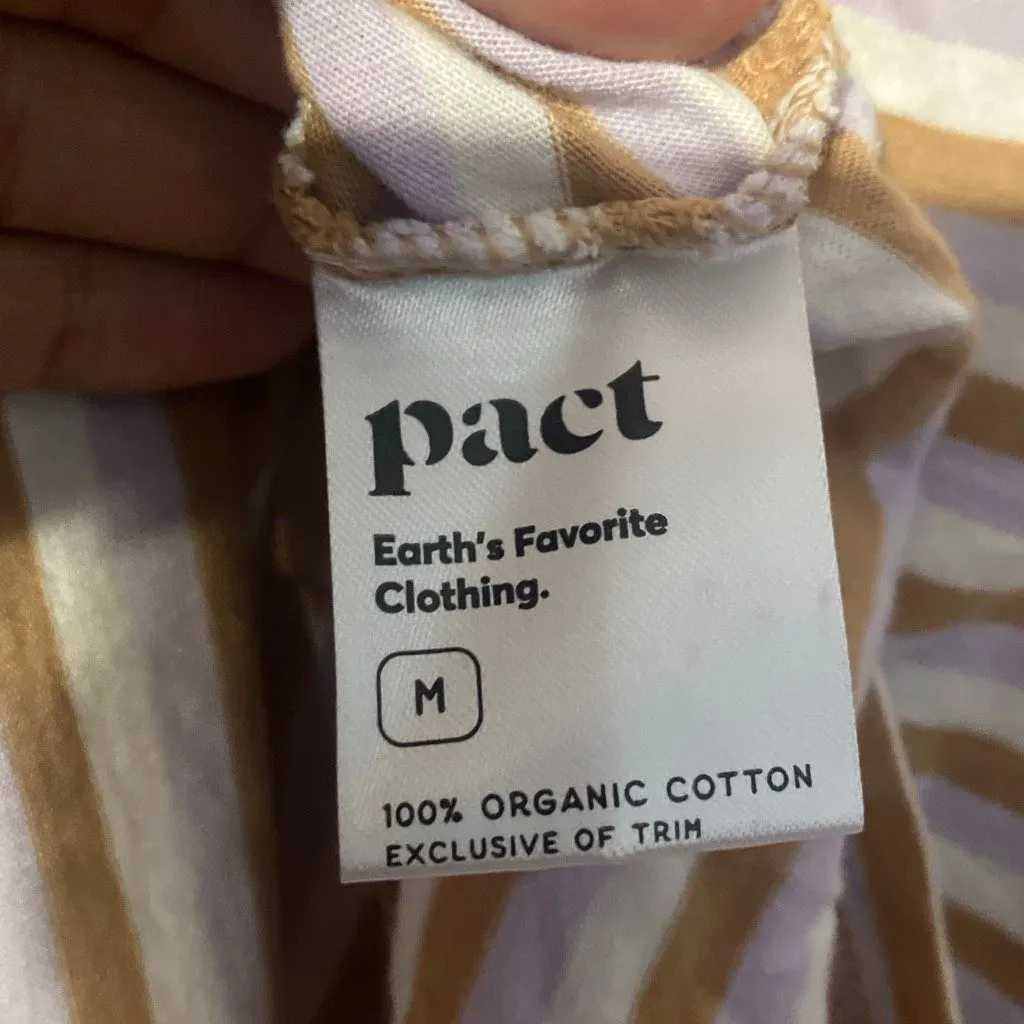 pact
Earth's Favorite
Clothing.
M
100% ORGANIC COTTON
EXCLUSIVE OF TRIM